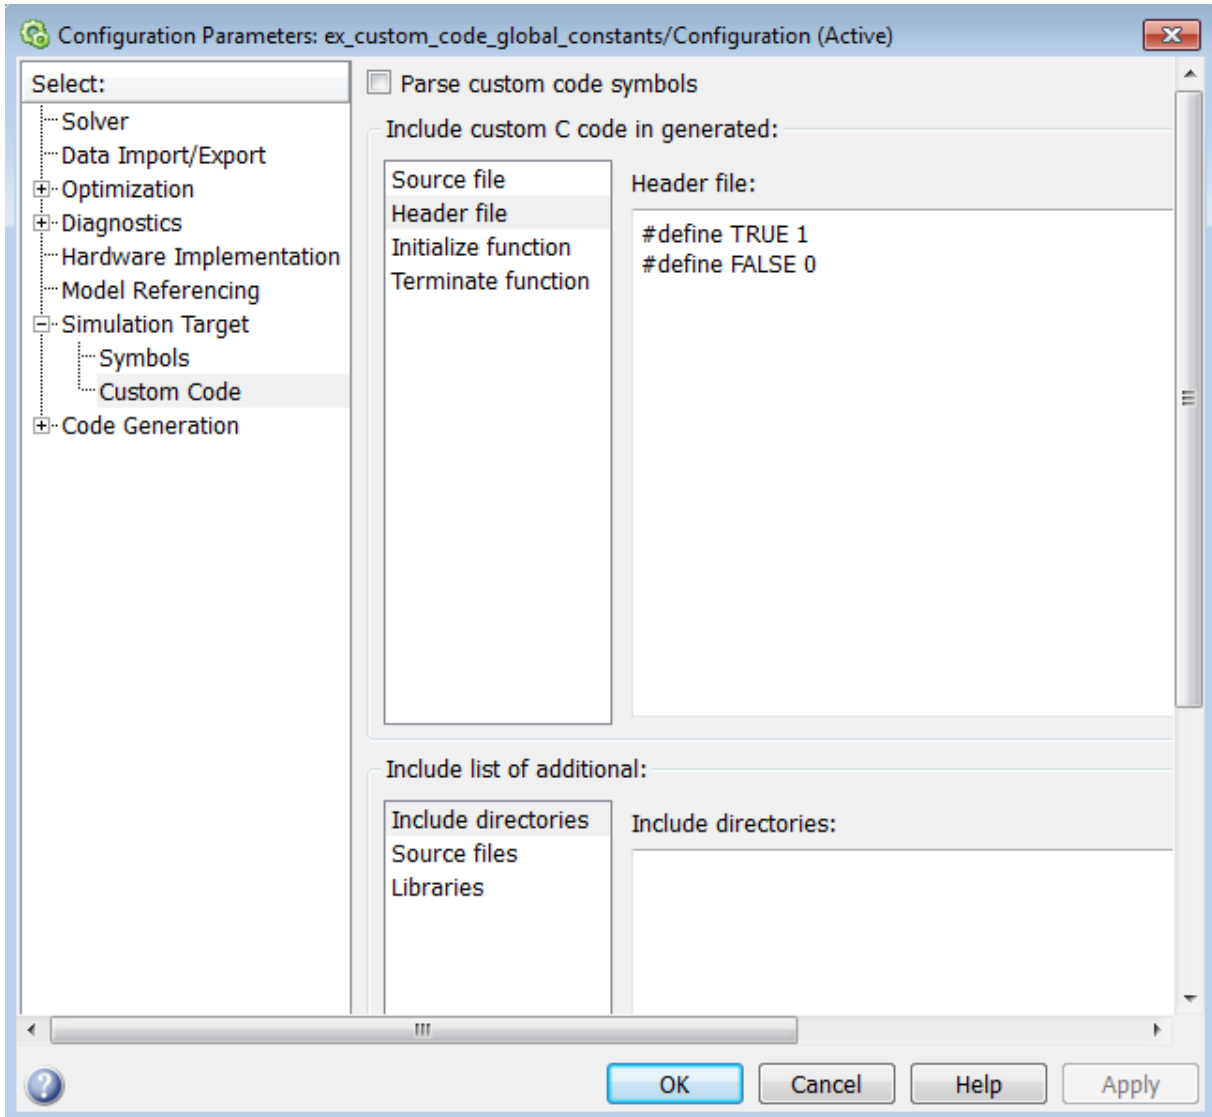 Configuration Parameters: ex_custom_code_global_constants/Configuration (Active)
Select:
Solver
Data Import/Export
Optimization
Diagnostics
Hardware Implementation
Model Referencing
Simulation Target
Symbols
Custom Code
Code Generation
Parse custom code symbols
Include custom C code in generated:
Source file
Header file
Initialize function
Terminate function
Header file:
#define TRUE 1
#define FALSE 0
Include list of additional:
Include directories
Source files
Libraries
Include directories:
OK
Cancel
Help
Apply